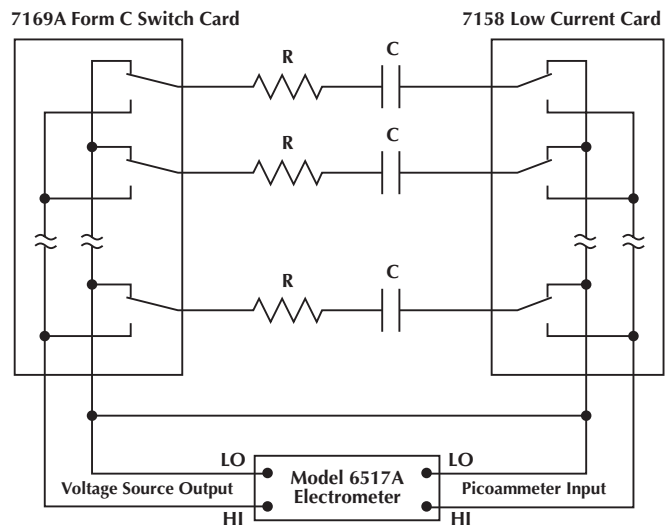 7169A Form C Switch Card
7158 Low Current Card
R
C
R
C
R
C
LO
Model 6517A
Electrometer
LO
Voltage Source Output
Picoammeter Input
HI
HI